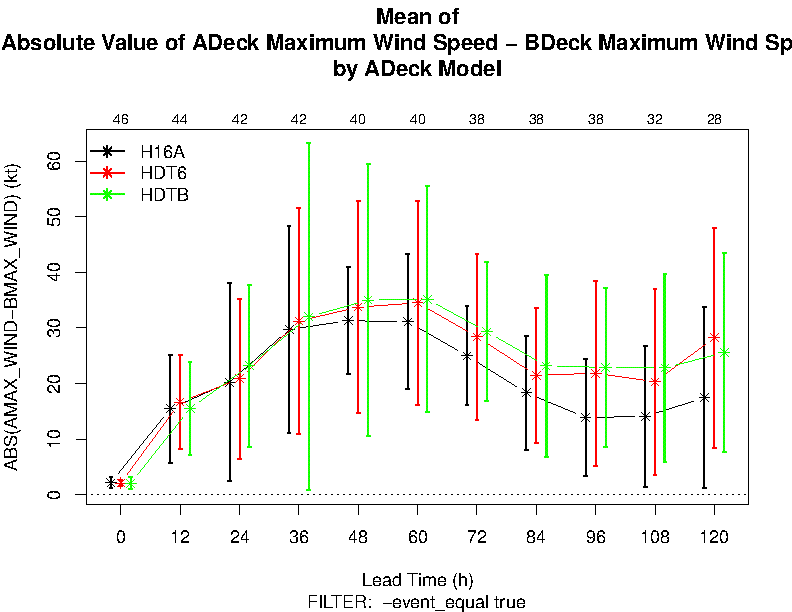 Mean of
Absolute Value of ADeck Maximum Wind Speed − BDeck Maximum Wind Sp
by ADeck Model
46 44 42 42 40 40 38 38 38 32 28
H16A
HDT6
HDTB
ABS(AMAX_WIND−BMAX_WIND) (kt)
60
50
40
30
20
10
0
0 12 24 36 48 60 72 84 96 108 120
Lead Time (h)
FILTER: −event_equal true